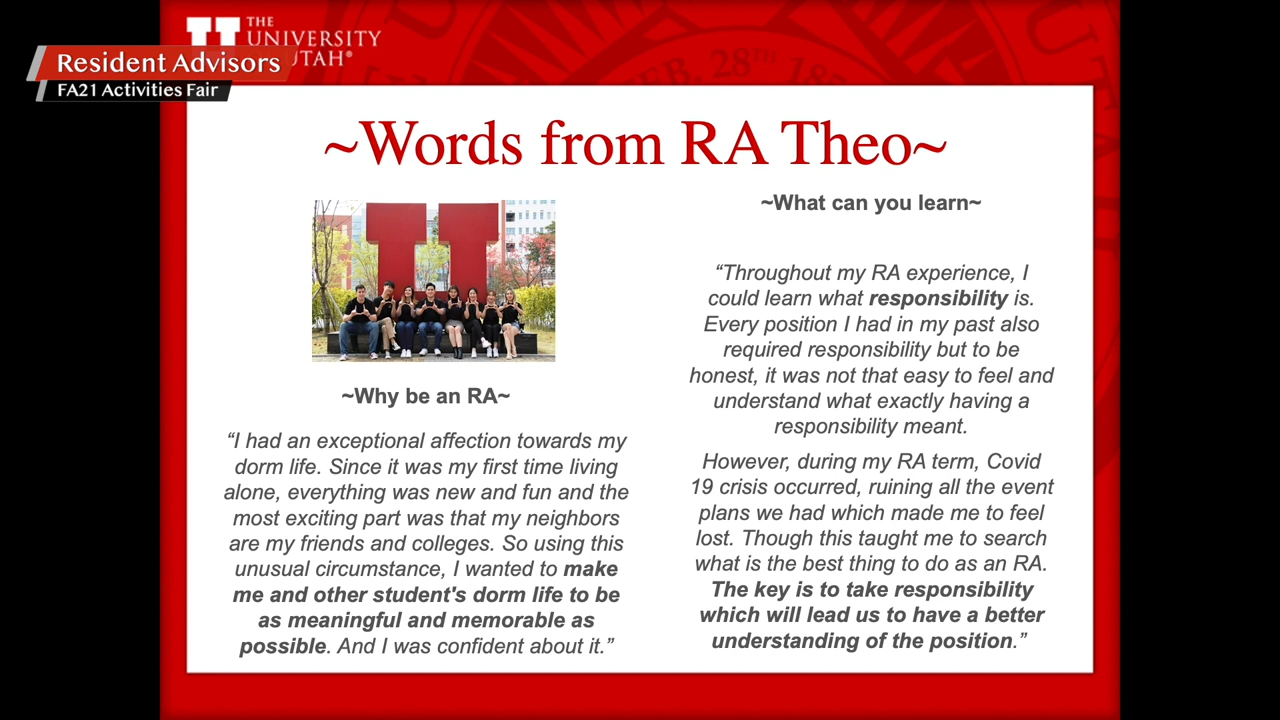 THE
UNIVERSITY
UTAH®
Resident Advisors
FA21 Activities Fair
FEB. 28TH
~Words from RA Theo~
~Why be an RA~
“I had an exceptional affection towards my
dorm life. Since it was my first time living
alone, everything was new and fun and the
most exciting part was that my neighbors
are my friends and colleges. So using this
unusual circumstance, I wanted to make
me and other student's dorm life to be
as meaningful and memorable as
possible. And I was confident about it.”
~What can you learn~
“Throughout my RA experience, I
could learn what responsibility is.
Every position I had in my past also
required responsibility but to be
honest, it was not that easy to feel and
understand what exactly having a
responsibility meant.
However, during my RA term, Covid
19 crisis occurred, ruining all the event
plans we had which made me to feel
lost. Though this taught me to search
what is the best thing to do as an RA.
The key is to take responsibility
which will lead us to have a better
understanding of the position.”